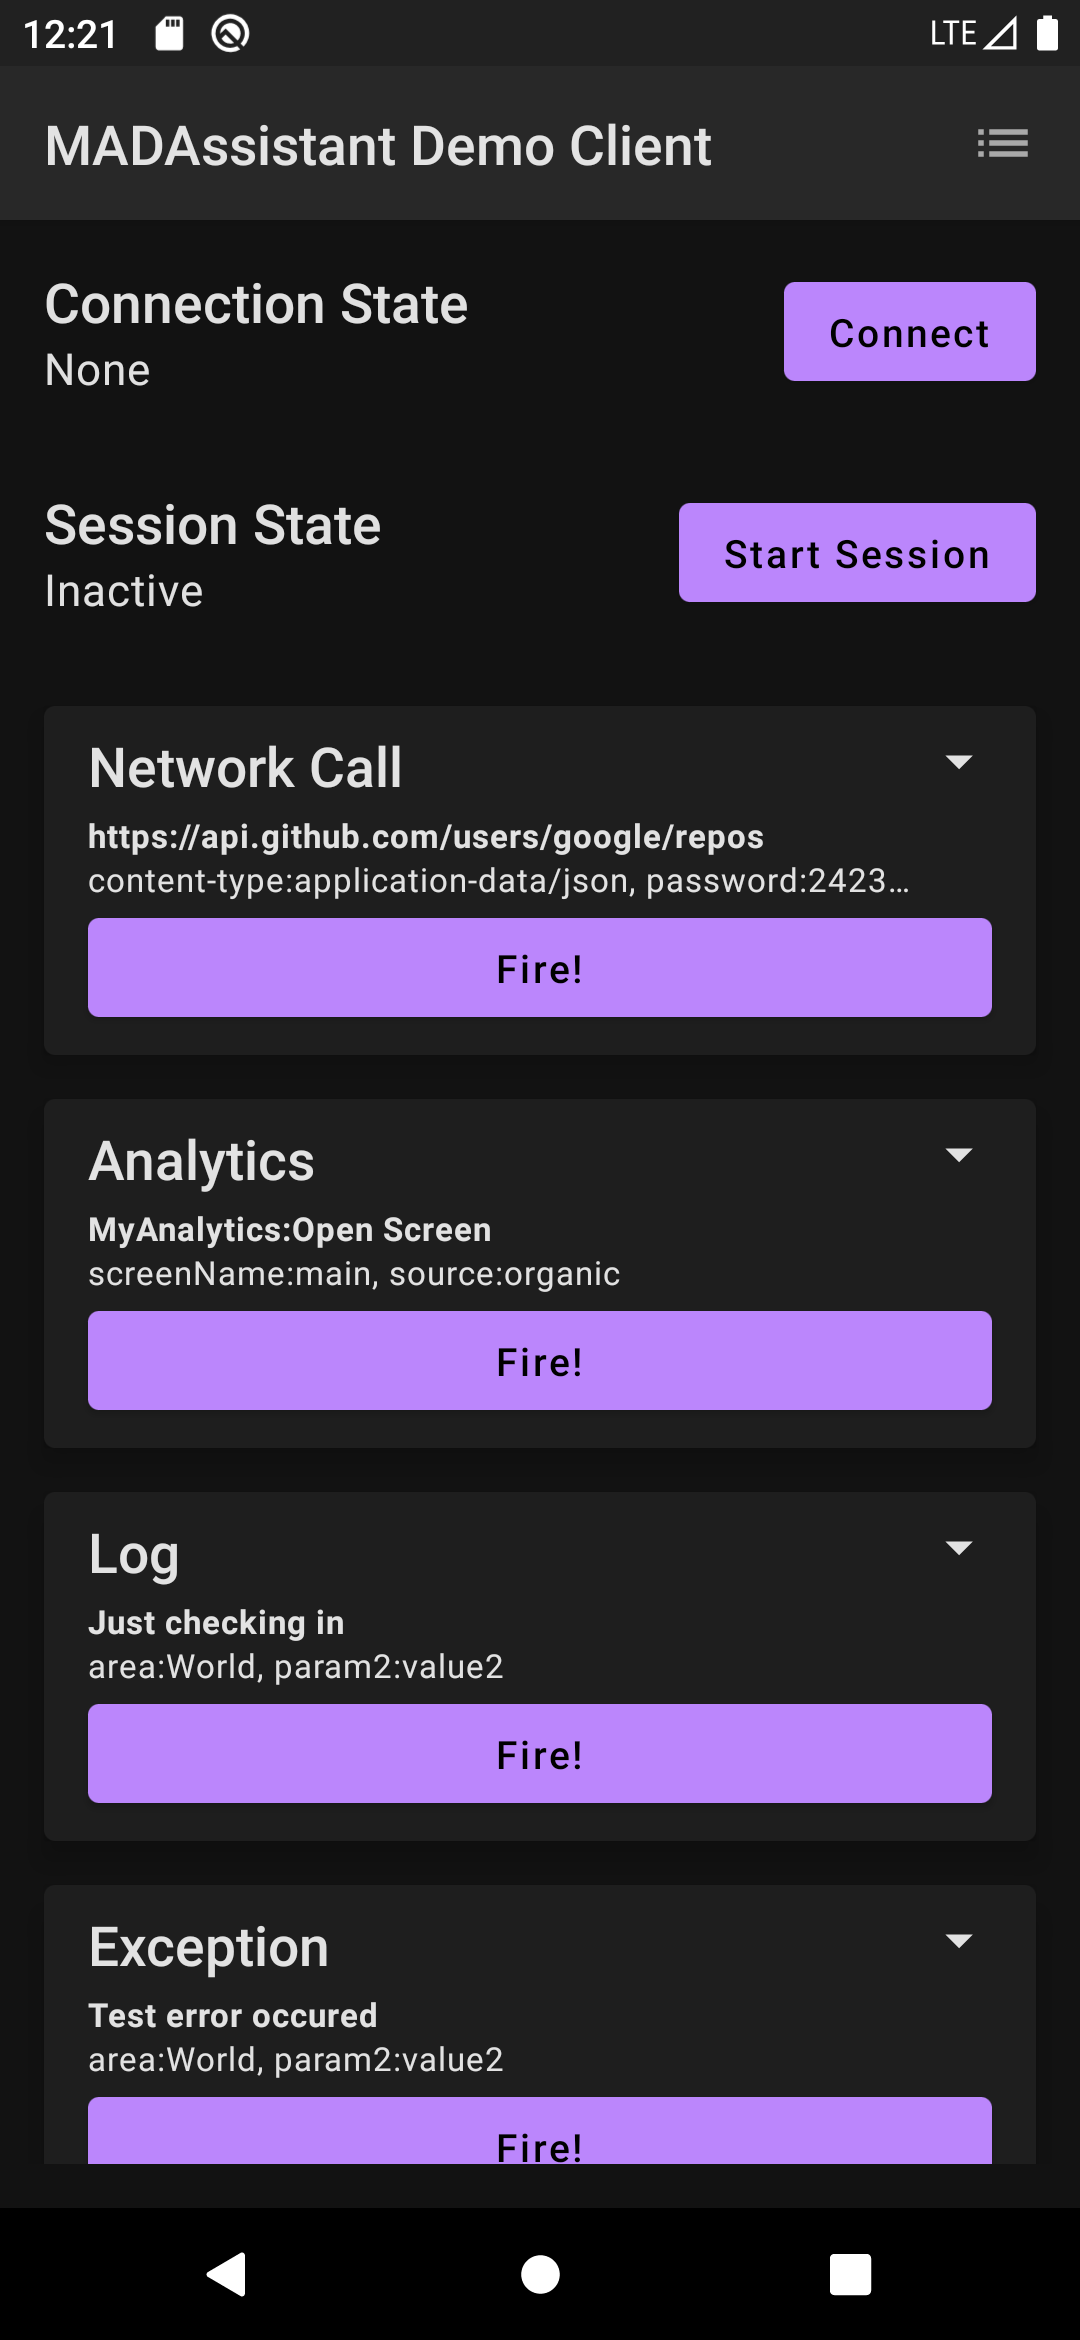 12:21
LTE
MADAssistant Demo Client
Connection State
None
Connect
Session State
Inactive
Start Session
Network Call
https://api.github.com/users/google/repos
content-type:application-data/json, password:2423…
Fire!
Analytics
MyAnalytics:Open Screen
screenName:main, source:organic
Fire!
Log
Just checking in
area:World, param2:value2
Fire!
Exception
Test error occured
area:World, param2:value2
Fire!